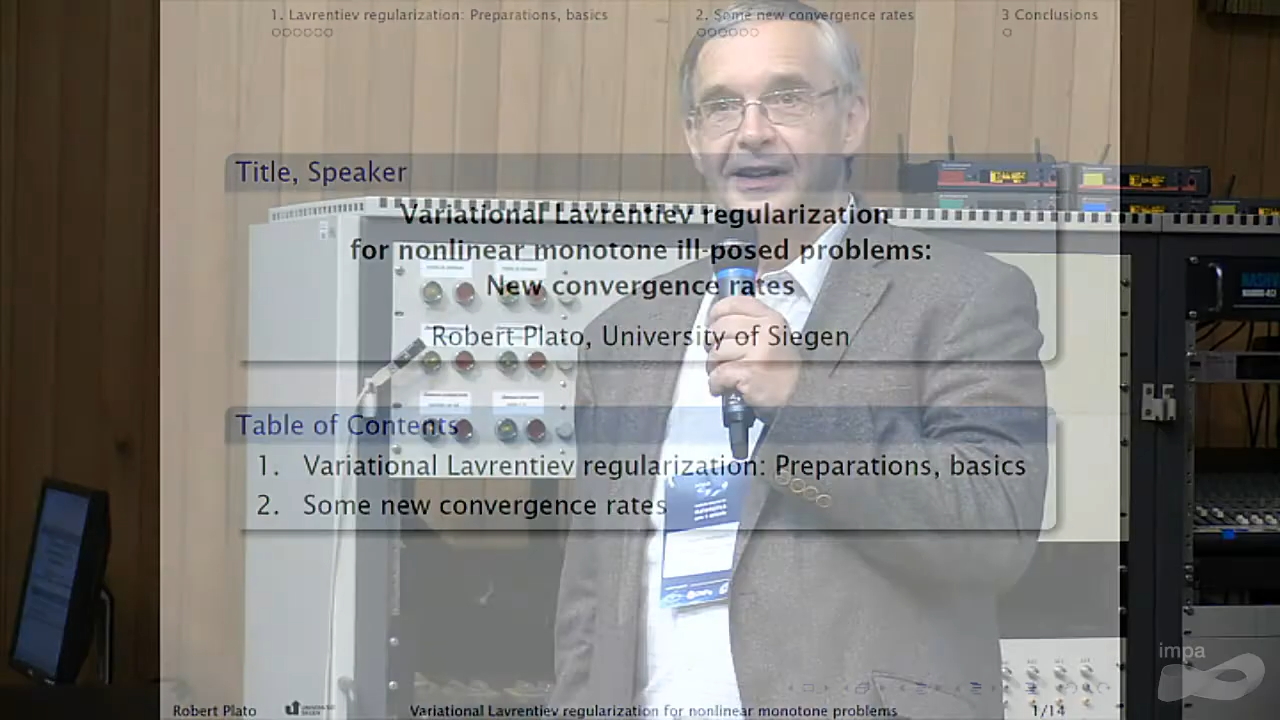 1. Lavrentiev regularization: Preparations, basics
2. Some new convergence rates
3 Conclusions
Title, Speaker
Variational Lavrentiev regularization
for nonlinear monotone ill-posed problems:
New convergence rates
Robert Plato, University of Siegen
Table of Contents
1. Variational Lavrentiev regularization: Preparations, basics
2. Some new convergence rates
impa
Robert Plato
UNIVERSITÄT SIEGEN
Variational Lavrentiev regularization for nonlinear monotone problems
1/14